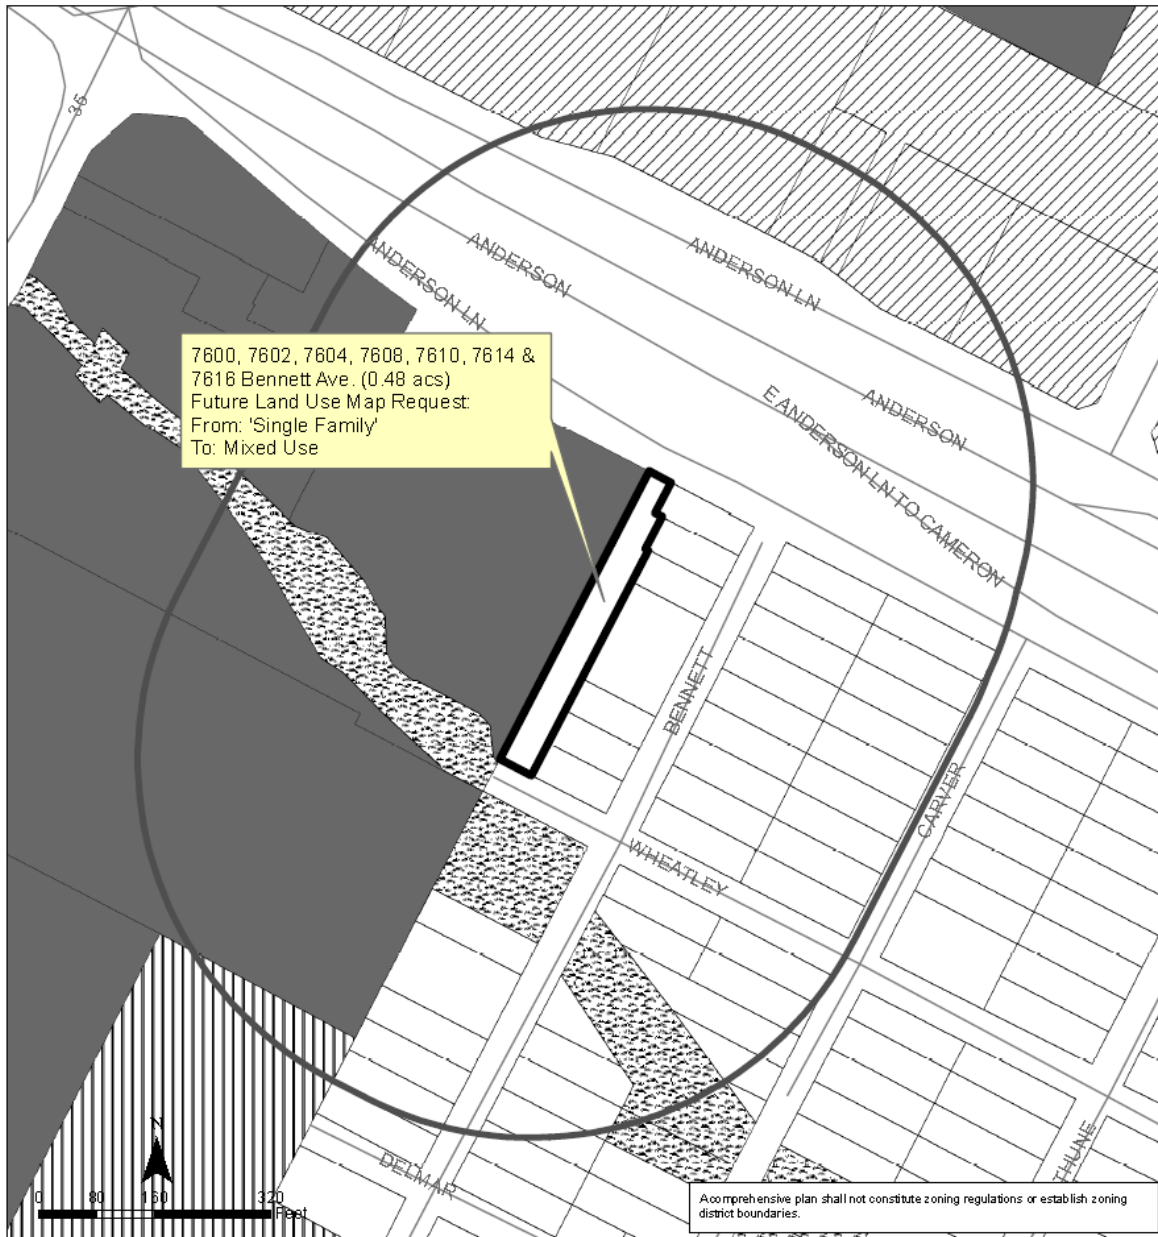 35
ANDERSON LN
ANDERSON
ANDERSON LN
7600, 7602, 7604, 7608, 7610, 7614 &
7616 Bennett Ave. (0.48 acs)
Future Land Use Map Request:
From: 'Single Family'
To: Mixed Use
ANDERSON
E ANDERSON LN TO CAMERON
BENNETT
CARVER
WHEATLEY
DELMAR
THUNE
N
0 80 160 320
Feet
Acomprehensive plan shall not constitute zoning regulations or establish zoning
district boundaries.